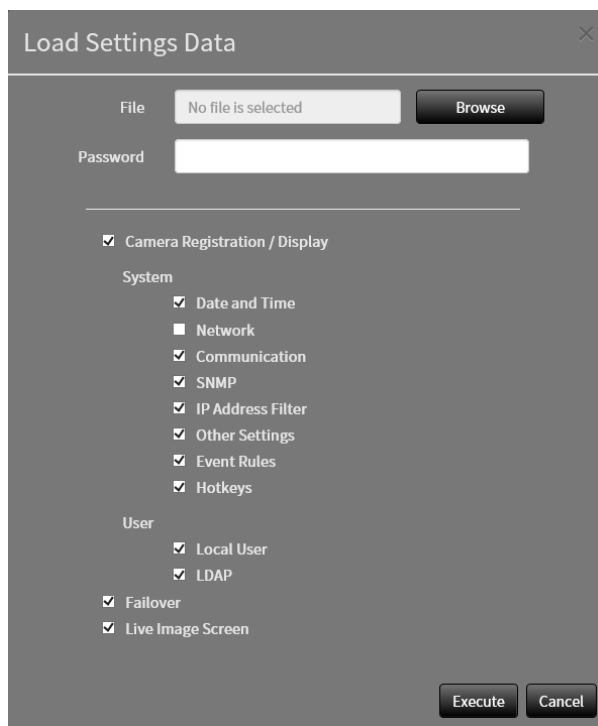 Load Settings Data
File No file is selected Browse
Password
Camera Registration / Display
System
Date and Time
Network
Communication
SNMP
IP Address Filter
Other Settings
Event Rules
Hotkeys
User
Local User
LDAP
Failover
Live Image Screen
Execute Cancel